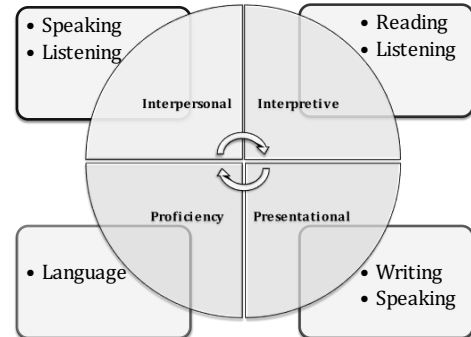 • Speaking
• Listening
• Reading
• Listening
Interpersonal
Interpretive
Proficiency
Presentational
• Language
• Writing
• Speaking